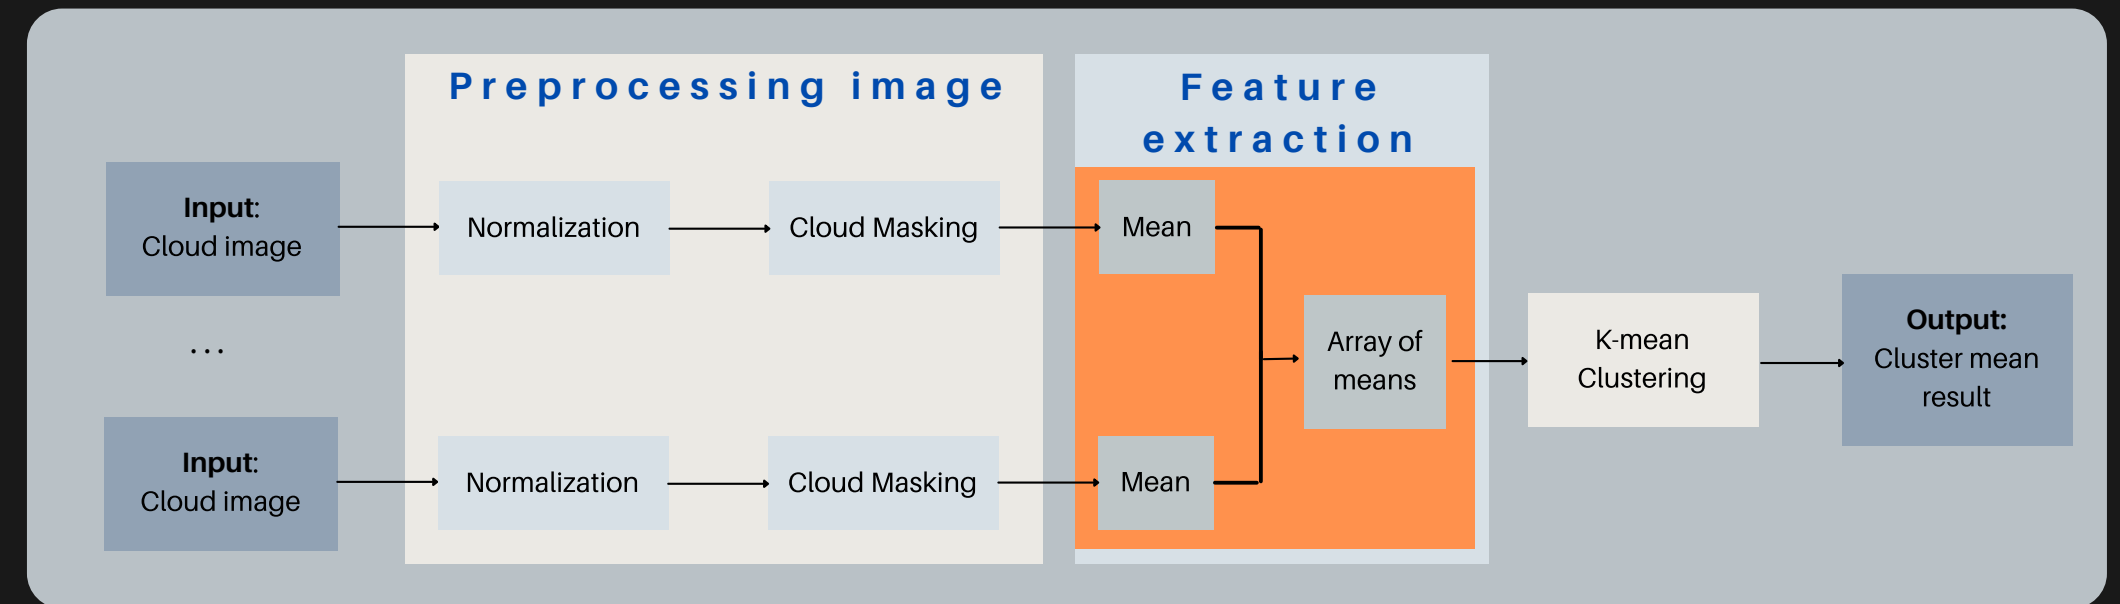 Preprocessing image
Feature
extraction
Input:
Cloud image
Normalization
Cloud Masking
Mean
...
Array of
means
K-mean
Clustering
Output:
Cluster mean
result
Input:
Cloud image
Normalization
Cloud Masking
Mean